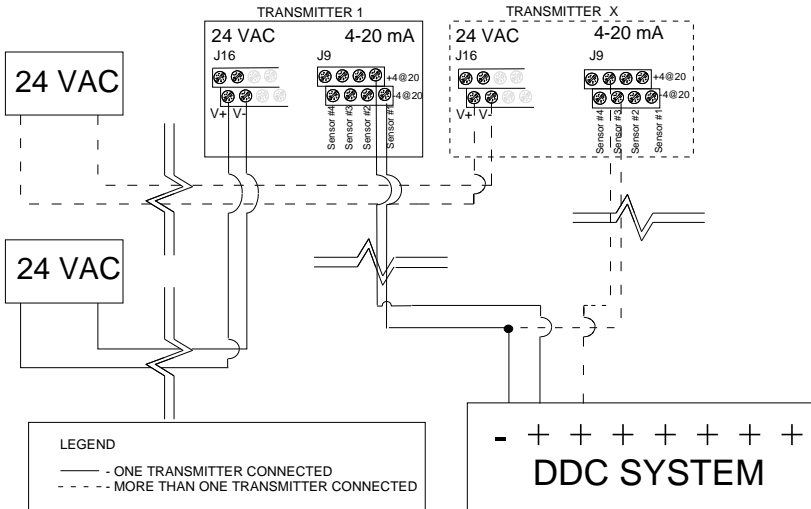 TRANSMITTER 1
24 VAC 4-20 mA
J16 J9
+4@20
-4@20
V+ V-
Sensor #4
Sensor #3
Sensor #2
Sensor #1
TRANSMITTER X
24 VAC 4-20 mA
J16 J9
+4@20
-4@20
V+ V-
Sensor #4
Sensor #3
Sensor #2
Sensor #1
24 VAC
24 VAC
LEGEND
- ONE TRANSMITTER CONNECTED
- MORE THAN ONE TRANSMITTER CONNECTED
- + + + + + + +
DDC SYSTEM